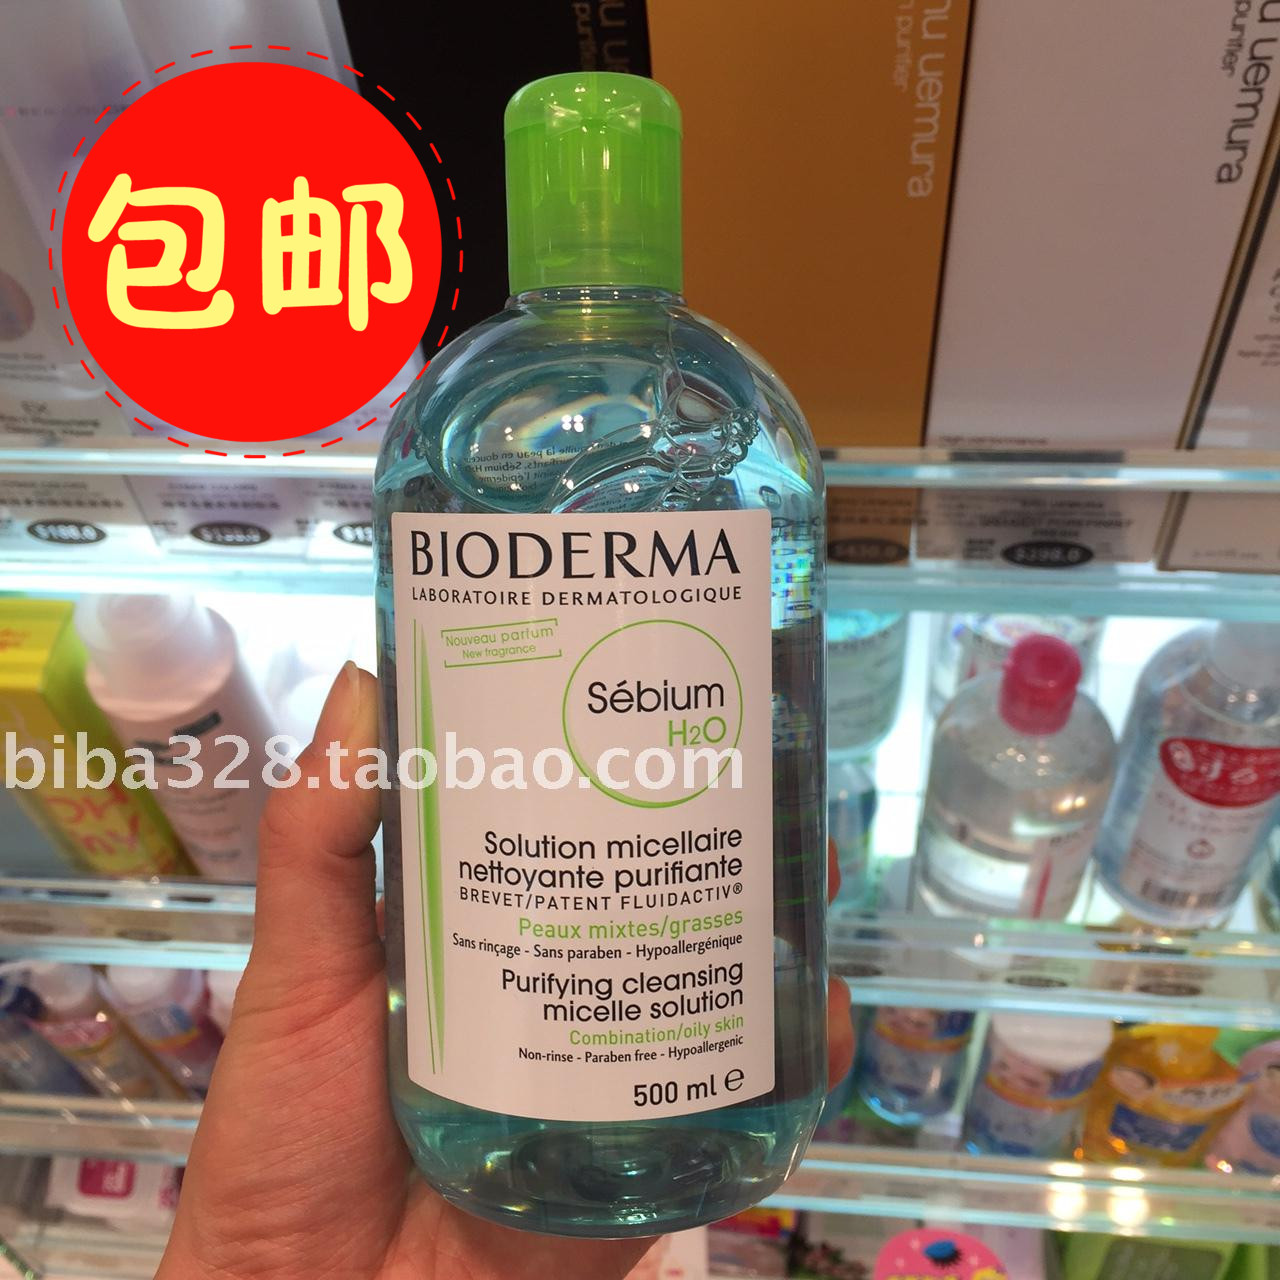 包邮
BIODERMA
LABORATOIRE DERMATOLOGIQUE
Nouveau parfum
New fragrance
Sébium
H2O
biba328.taobao.com
Solution micellaire
nettoyante purifiante
BREVET/PATENT FLUIDACTIV®
Peaux mixtes/grasses
Sans rinçage - Sans paraben - Hypoallergénique
Purifying cleansing
micelle solution
Combination/oily skin
Non-rinse - Paraben free - Hypoallergenic
500 ml e
uemura
uemura